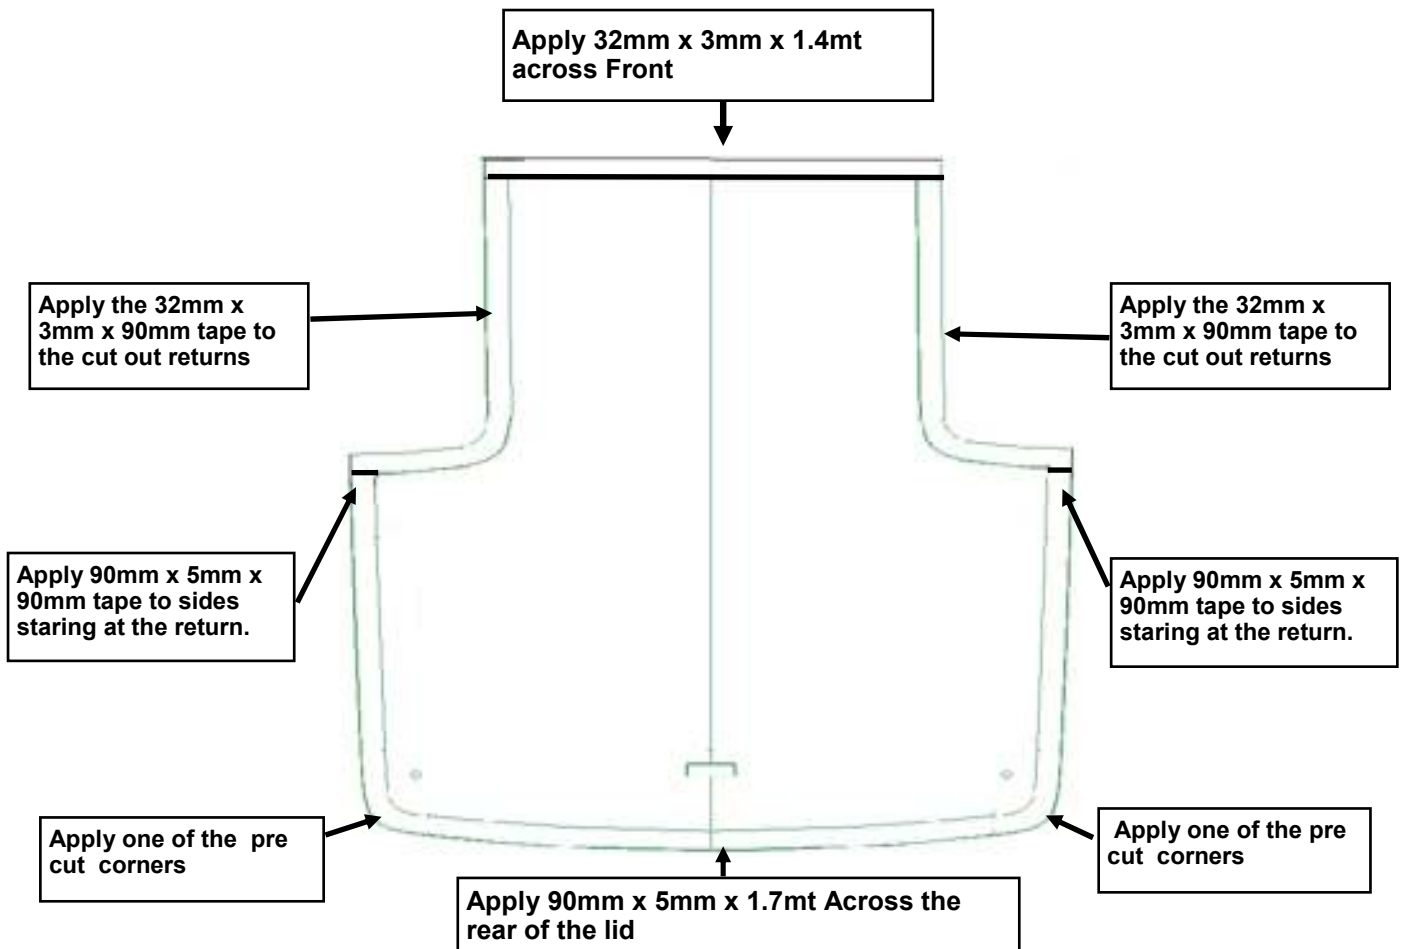 Apply 32mm x 3mm x 1.4mt
across Front
Apply the 32mm x
3mm x 90mm tape to
the cut out returns
Apply the 32mm x
3mm x 90mm tape to
the cut out returns
Apply 90mm x 5mm x
90mm tape to sides
staring at the return.
Apply 90mm x 5mm x
90mm tape to sides
staring at the return.
Apply one of the pre
cut corners
Apply one of the pre
cut corners
Apply 90mm x 5mm x 1.7mt Across the
rear of the lid